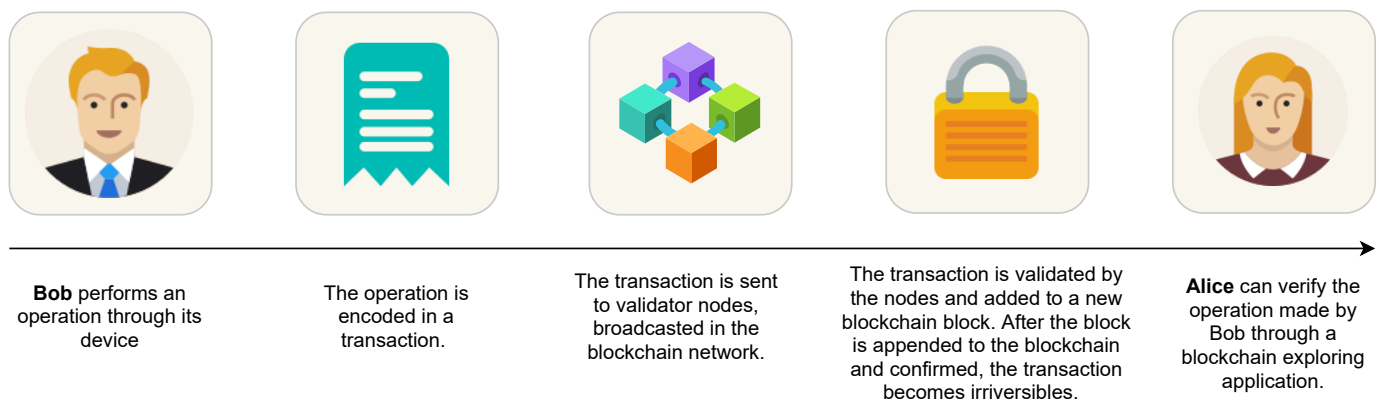 Bob performs an
operation through its
device
The operation is
encoded in a
transaction.
The transaction is sent
to validator nodes,
broadcasted in the
blockchain network.
The transaction is validated by
the nodes and added to a new
blockchain block. After the block
is appended to the blockchain
and confirmed, the transaction
becomes irriversibles.
Alice can verify the
operation made by
Bob through a
blockchain exploring
application.